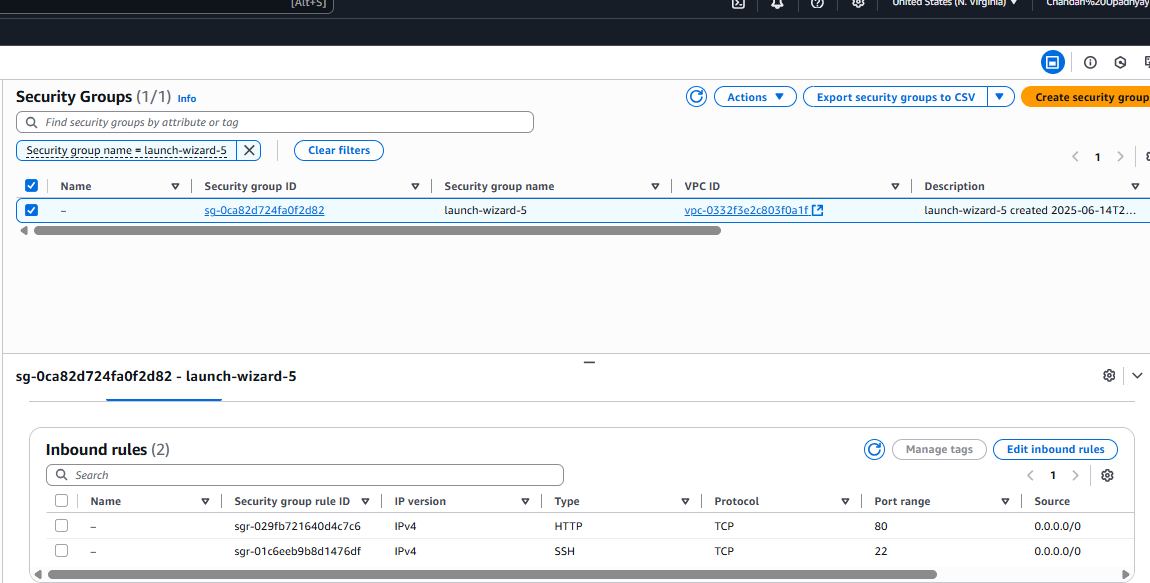 [Alt+S]
United States (N. Virginia) Chandan%20Upadhyay
Security Groups (1/1) Info
Actions
Export security groups to CSV
Create security group
Find security groups by attribute or tag
Security group name = launch-wizard-5
Clear filters
1
Name Security group ID Security group name VPC ID Description
– sg-0ca82d724fa0f2d82 launch-wizard-5 vpc-0332f3e2c803f0a1f launch-wizard-5 created 2025-06-14T2...
sg-0ca82d724fa0f2d82 - launch-wizard-5
Inbound rules (2)
Manage tags
Edit inbound rules
Search
1
Name Security group rule ID IP version Type Protocol Port range Source
– sgr-029fb721640d4c7c6 IPv4 HTTP TCP 80 0.0.0.0/0
– sgr-01c6eeb9b8d1476df IPv4 SSH TCP 22 0.0.0.0/0